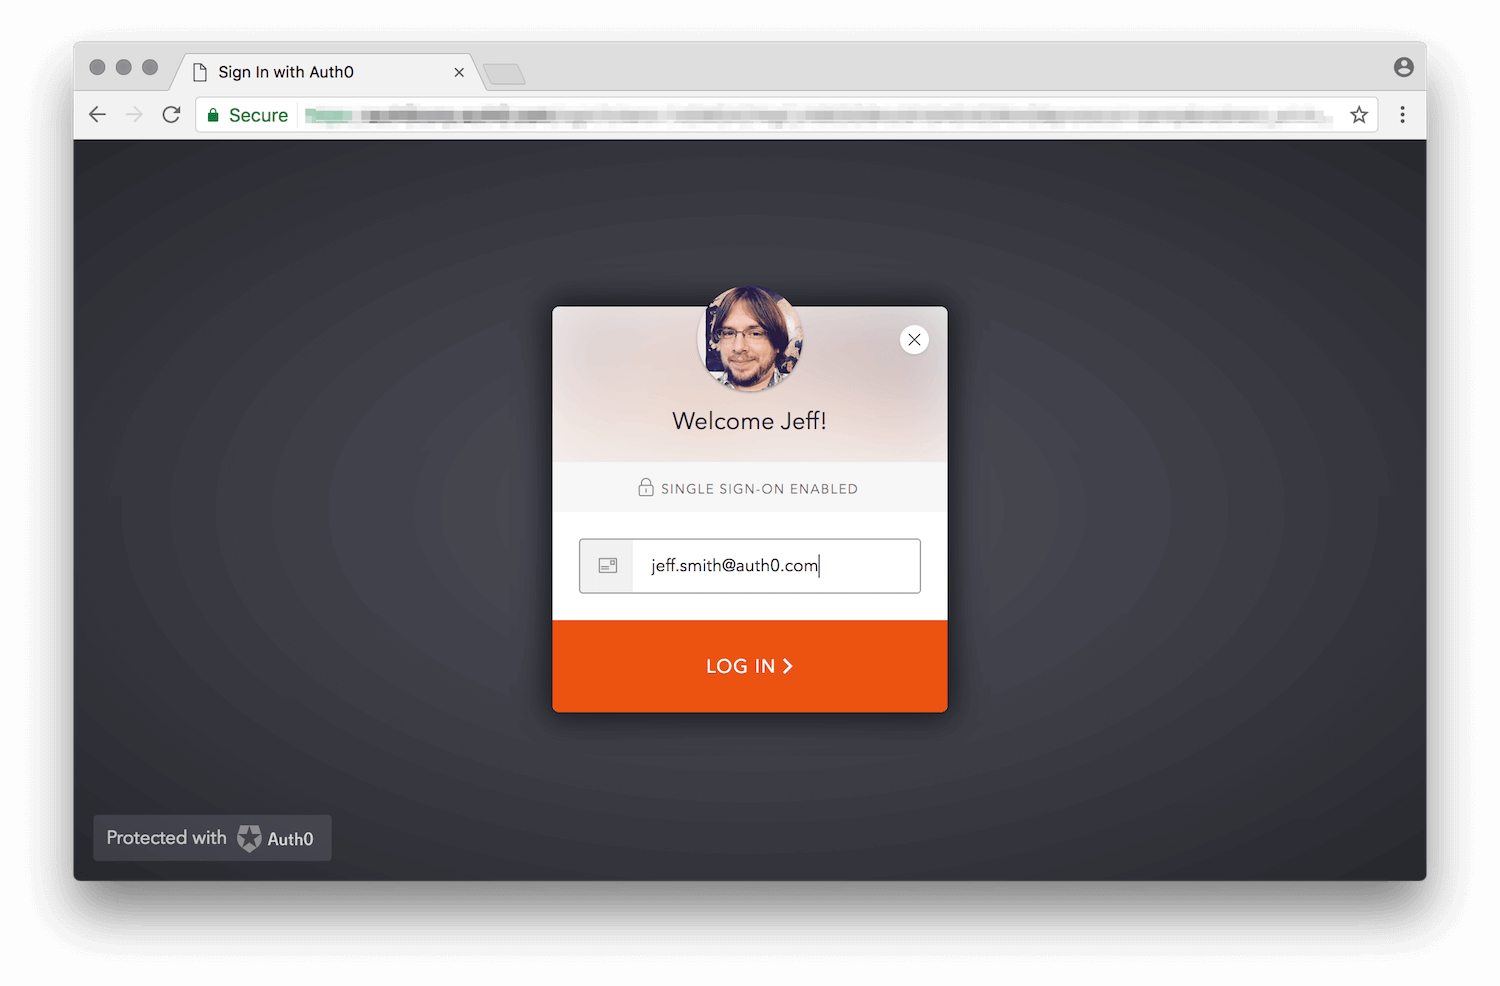 Sign In with Auth0
Secure
Welcome Jeff!
SINGLE SIGN-ON ENABLED
jeff.smith@auth0.com
LOG IN
Protected with Auth0